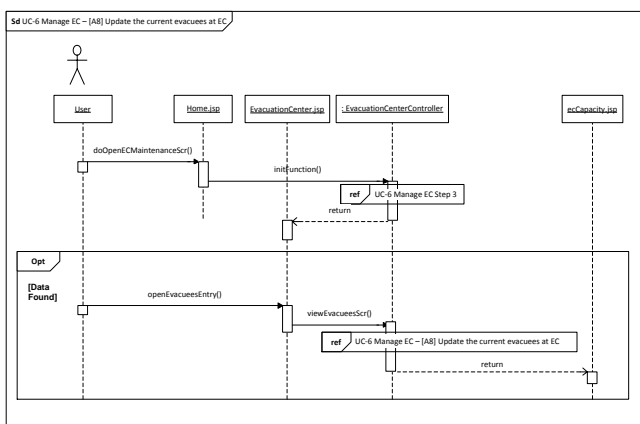 Sd UC-6 Manage EC – [A8] Update the current evacuees at EC
User
Home.jsp
EvacuationCenter.jsp
: EvacuationCenterController
ecCapacity.jsp
doOpenECMaintenanceScr()
initFunction()
ref UC-6 Manage EC Step 3
return
Opt
[Data
Found]
openEvacueesEntry()
viewEvacueesScr()
ref UC-6 Manage EC – [A8] Update the current evacuees at EC
return